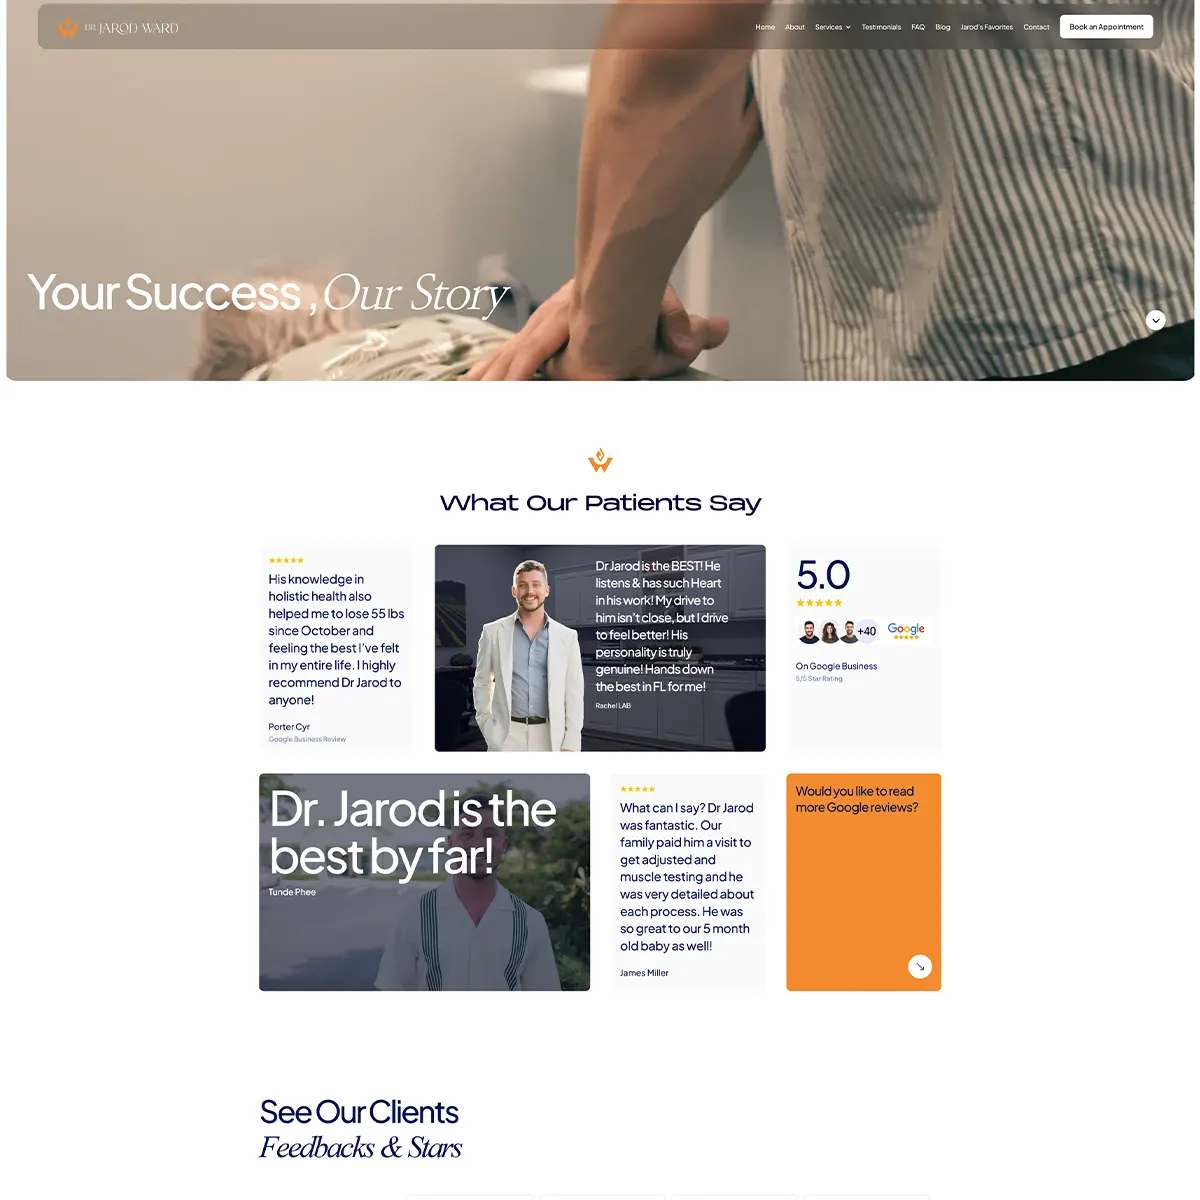 DR. JAROD WARD
Home About Services Testimonials FAQ Blog Jarod's Favorites Contact Book an Appointment
Your Success , Our Story
What Our Patients Say
His knowledge in
holistic health also
helped me to lose 55 lbs
since October and
feeling the best I've felt
in my entire life. I highly
recommend Dr Jarod to
anyone!
Porter Cyr
Google Business Review
Dr Jarod is the BEST! He
listens & has such Heart
in his work! My drive to
him isn't close, but I drive
to feel better! His
personality is truly
genuine! Hands down
the best in FL for me!
Rachel LAB
5.0
+40
Google
On Google Business
5/5 Star Rating
Dr. Jarod is the
best by far!
Tunde Phee
What can I say? Dr Jarod
was fantastic. Our
family paid him a visit to
get adjusted and
muscle testing and he
was very detailed about
each process. He was
so great to our 5 month
old baby as well!
James Miller
Would you like to read
more Google reviews?
See Our Clients
Feedbacks & Stars